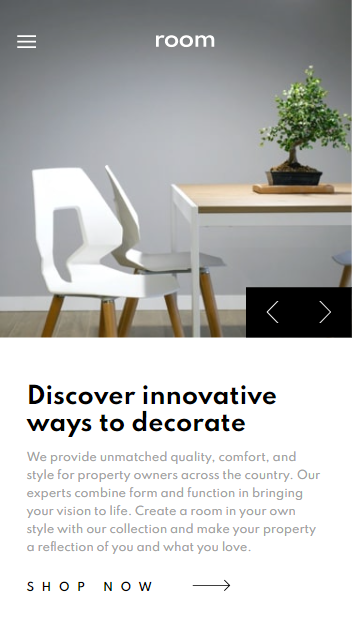 room
Discover innovative
ways to decorate
We provide unmatched quality, comfort, and
style for property owners across the country. Our
experts combine form and function in bringing
your vision to life. Create a room in your own
style with our collection and make your property
a reflection of you and what you love.
SHOP NOW